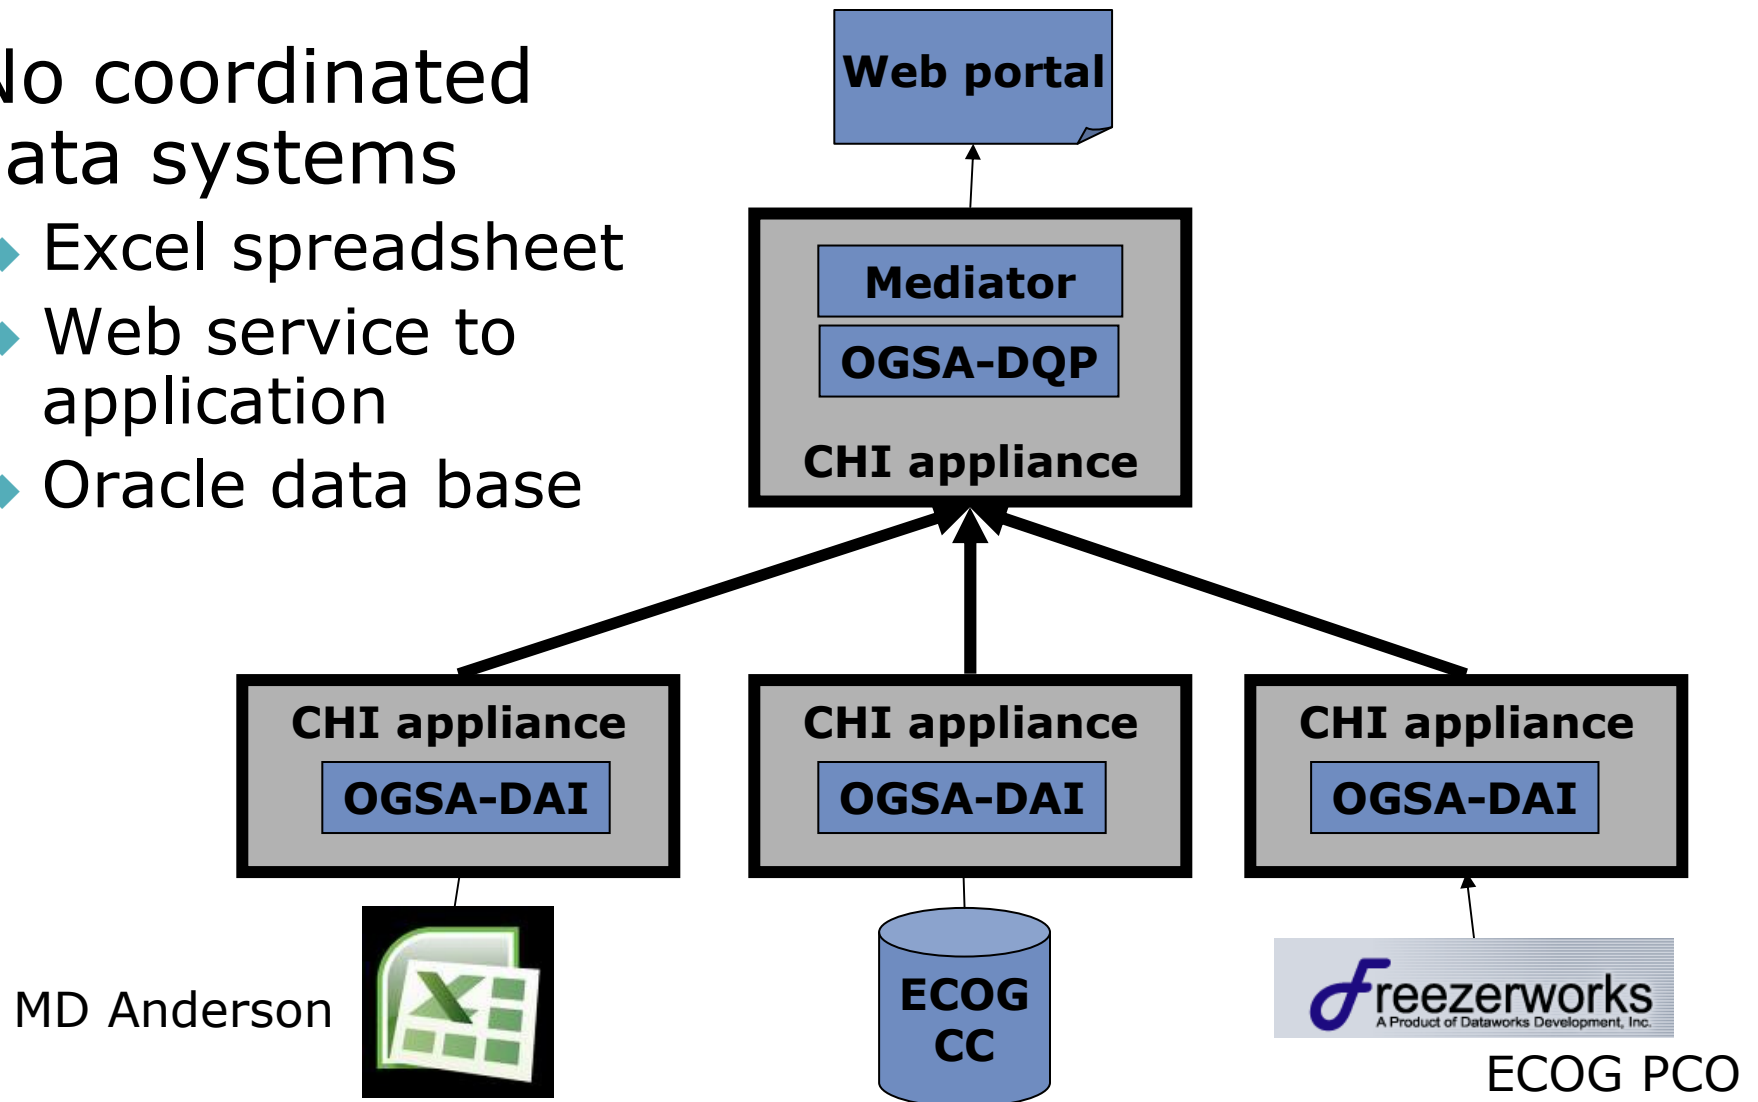 No coordinated
ata systems
Excel spreadsheet
Web service to
application
Oracle data base
Web portal
Mediator
OGSA-DQP
CHI appliance
CHI appliance
OGSA-DAI
CHI appliance
OGSA-DAI
CHI appliance
OGSA-DAI
MD Anderson
ECOG
CC
Freezerworks
A Product of Dataworks Development, Inc.
ECOG PCO